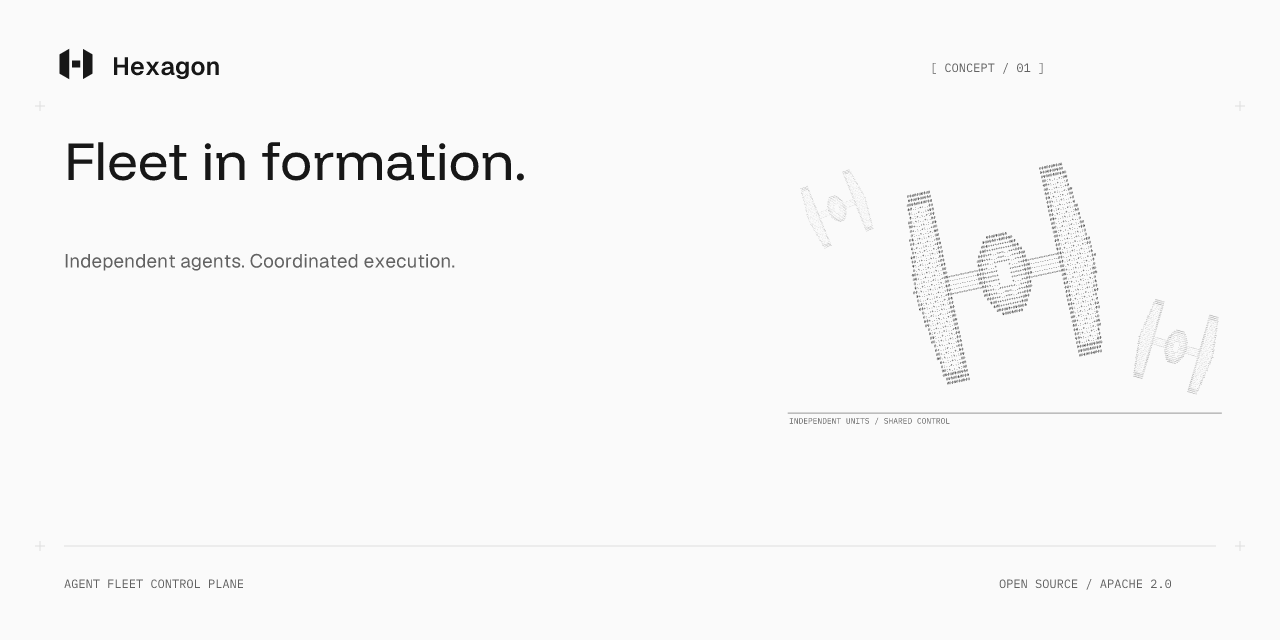 Hexagon
[ CONCEPT / 01 ]
Fleet in formation.
Independent agents. Coordinated execution.
INDEPENDENT UNITS / SHARED CONTROL
AGENT FLEET CONTROL PLANE
OPEN SOURCE / APACHE 2.0